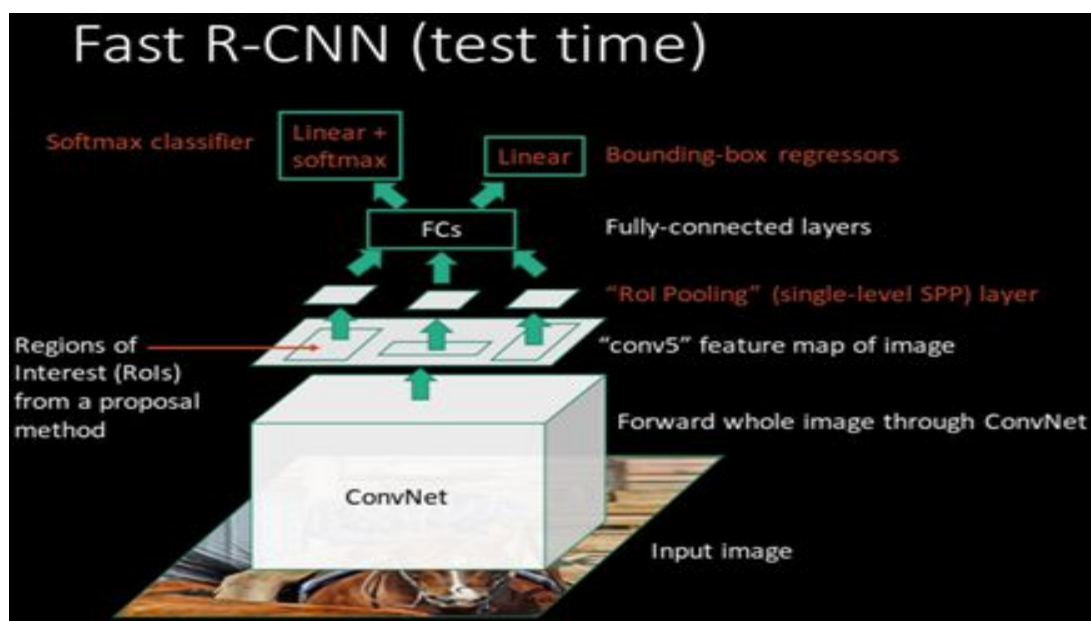 Fast R-CNN (test time)
Softmax classifier
Linear +
softmax
Linear
Bounding-box regressors
FCs
Fully-connected layers
“RoI Pooling” (single-level SPP) layer
Regions of
Interest (RoIs)
from a proposal
method
“conv5” feature map of image
Forward whole image through ConvNet
ConvNet
Input image